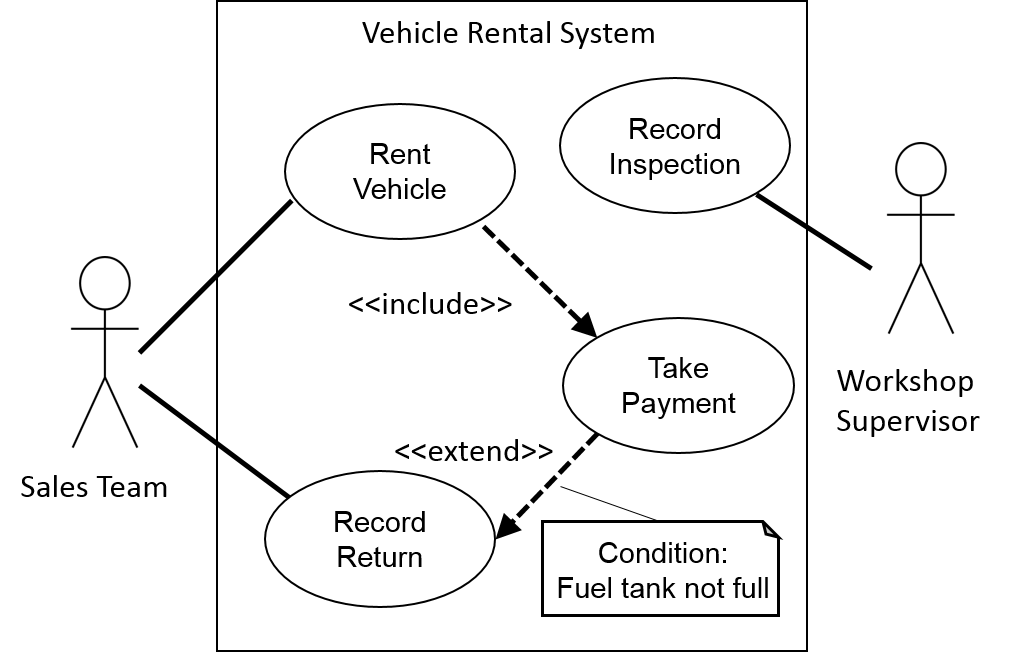 Vehicle Rental System
Rent
Vehicle
Record
Inspection
<<include>>
Take
Payment
Workshop
Supervisor
<<extend>>
Sales Team
Record
Return
Condition:
Fuel tank not full